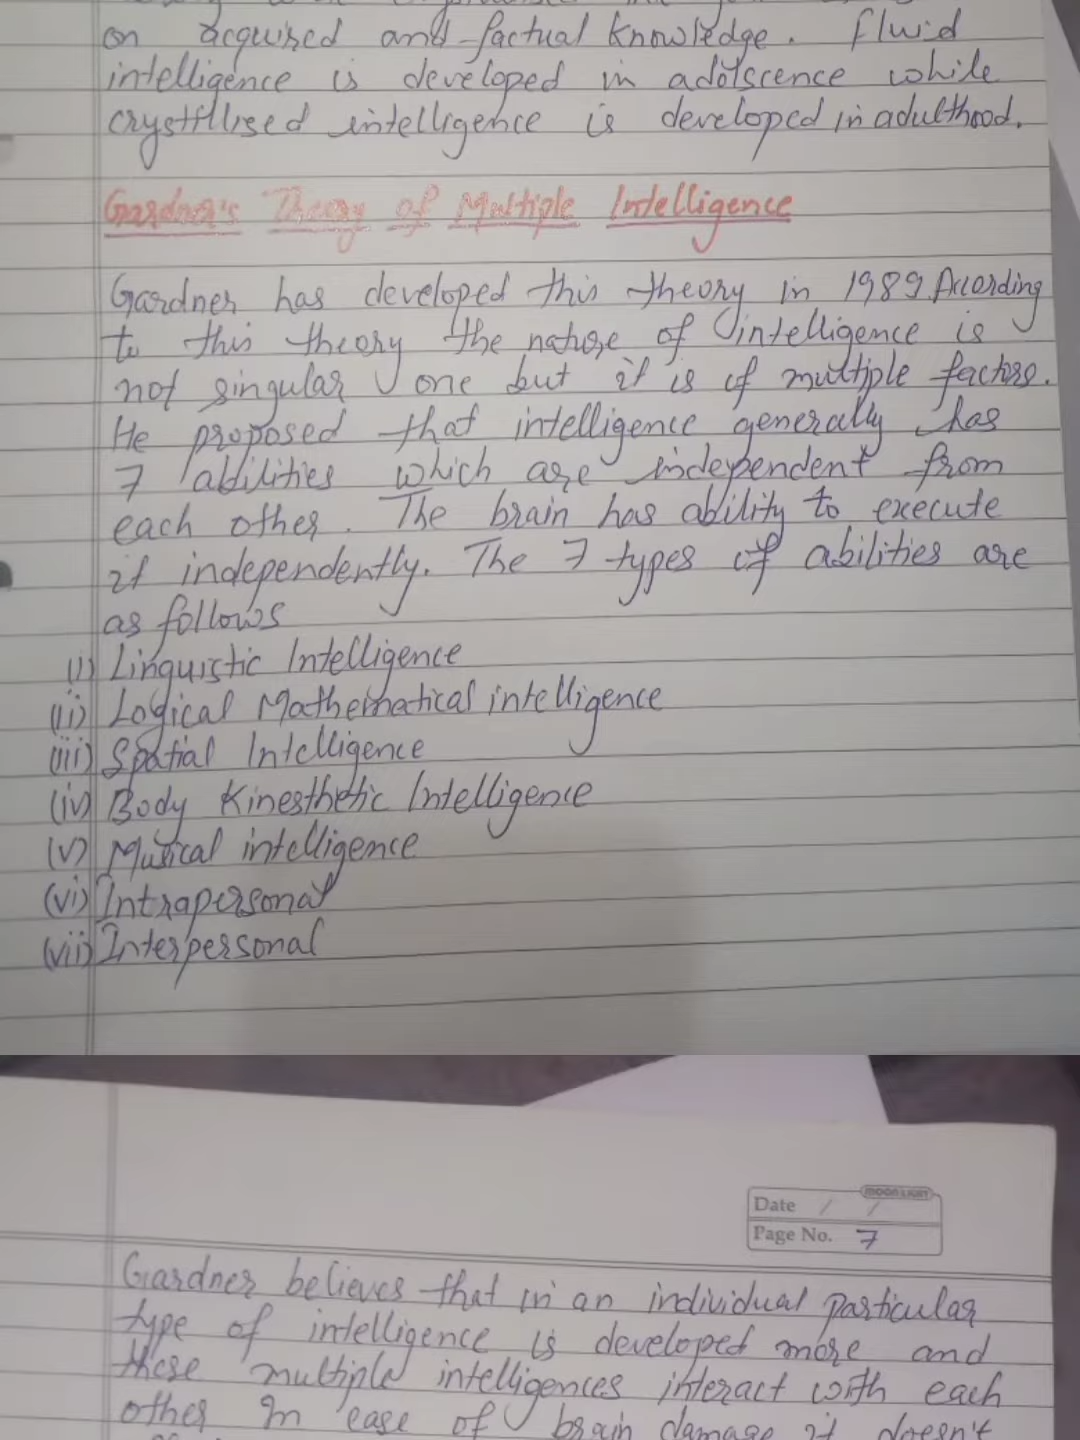 on acquired and factual knowledge. fluid
intelligence is developed in adolscence while
crystfllised intelligence is developed in adulthood.
Gardner's Theory of Multiple Intelligence
Gardner has developed this theory in 1989. Acording
to this theory the nature of intelligence is
not singular one but it is of multiple factors.
He proposed that intelligence generally has
7 abilities which are independent from
each other. The brain has ability to execute
it independently. The 7 types of abilities are
as follows
(i) Linguistic Intelligence
(ii) Logical Mathematical intelligence
(iii) Spatial Intelligence
(iv) Body Kinesthetic Intelligence
(v) Musical intelligence
(vi) Intrapersonal
(vii) Interpersonal
MOONLIGHT
Date / /
Page No. 7
Gardner believes that in an individual particular
type of intelligence is developed more and
these multiple intelligences interact with each
other In case of brain damage it doesn't